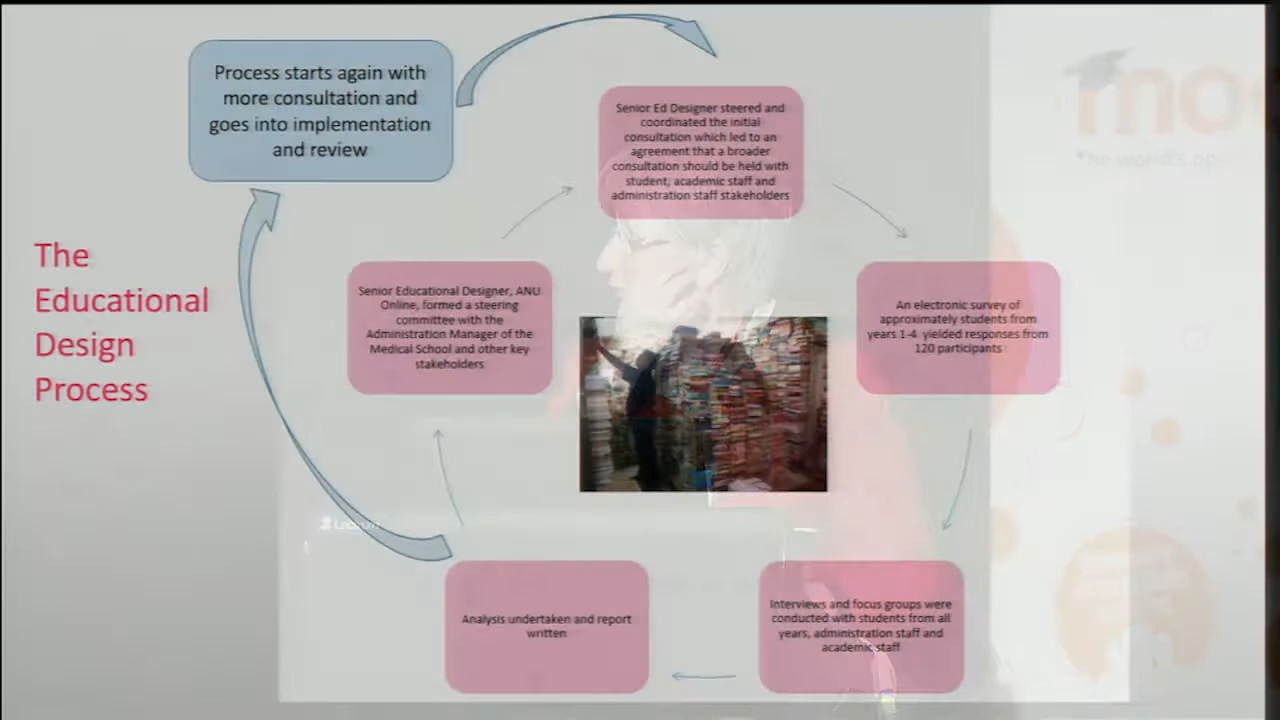 Process starts again with
more consultation and
goes into implementation
and review
Senior Ed Designer steered and
coordinated the initial
consultation which led to an
agreement that a broader
consultation should be held with
student, academic staff and
administration staff stakeholders
The
Educational
Design
Process
Senior Educational Designer, ANU
Online, formed a steering
committee with the
Administration Manager of the
Medical School and other key
stakeholders
An electronic survey of
approximately students from
years 1-4 yielded responses from
120 participants
Analysis undertaken and report
written
Interviews and focus groups were
conducted with students from all
years, administration staff and
academic staff
moo
The world's op